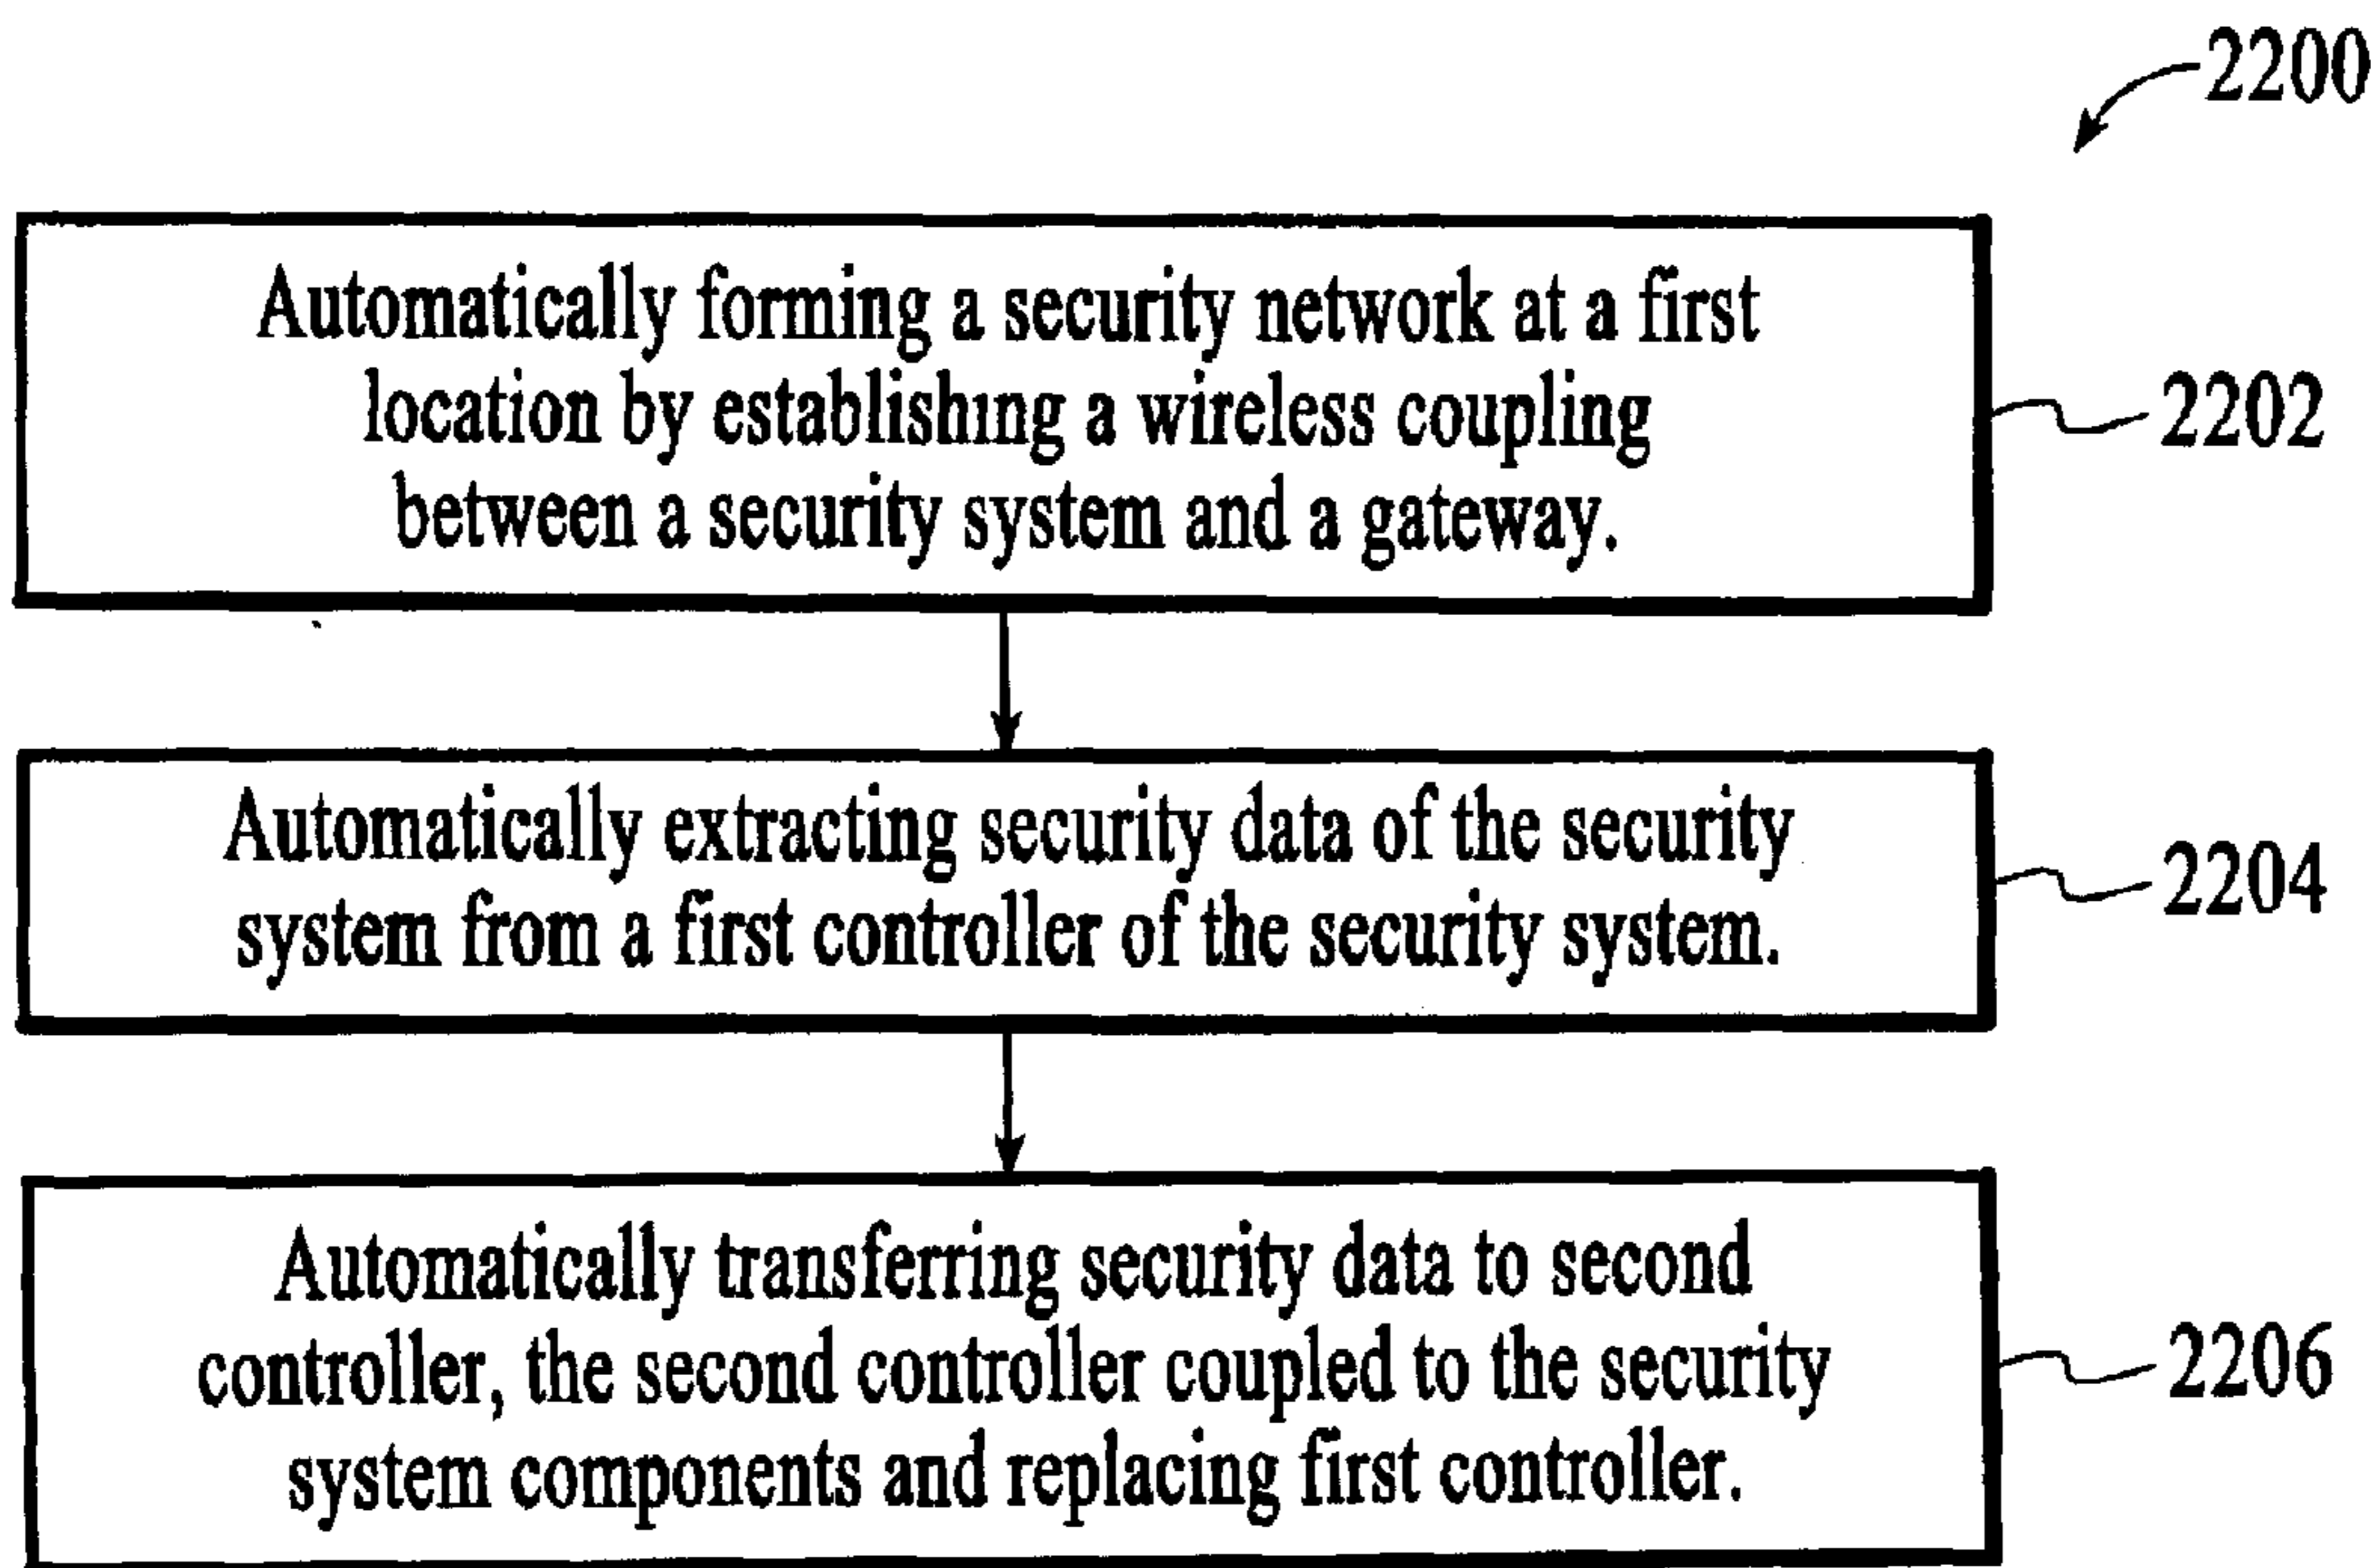 2200
Automatically forming a security network at a first
location by establishing a wireless coupling
between a security system and a gateway.
2202
Automatically extracting security data of the security
system from a first controller of the security system.
2204
Automatically transferring security data to second
controller, the second controller coupled to the security
system components and replacing first controller.
2206